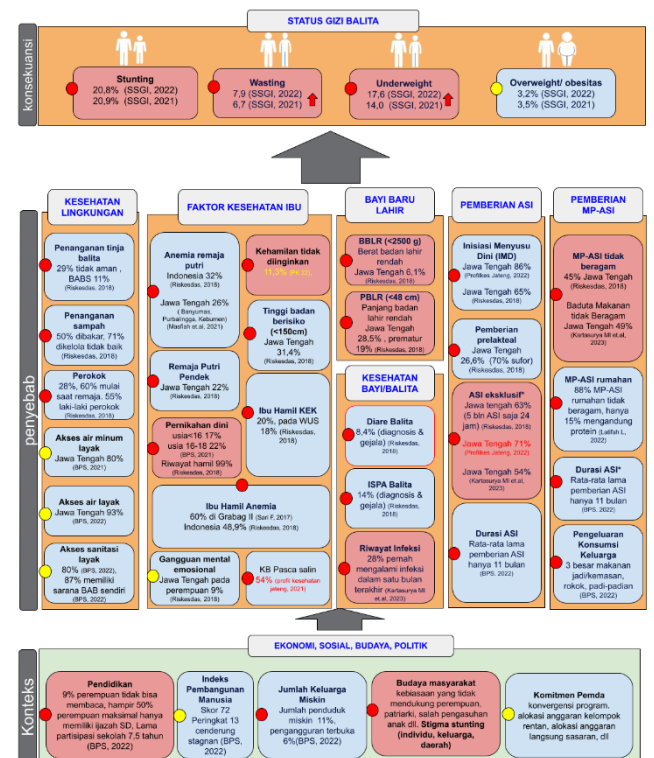 STATUS GIZI BALITA
konsekuansi
Stunting
20,8% (SSGI, 2022)
20,9% (SSGI, 2021)
Wasting
7,9 (SSGI, 2022)
6,7 (SSGI, 2021)
Underweight
17,6 (SSGI, 2022)
14,0 (SSGI, 2021)
Overweight/ obesitas
3,2% (SSGI, 2022)
3,5% (SSGI, 2021)
penyebab
KESEHATAN
LINGKUNGAN
Penanganan tinja
balita
29% tidak aman ,
BABS 11%
(Riskesdas, 2018)
Penanganan
sampah
50% dibakar, 71%
dikelola tidak baik
(Riskesdas, 2018)
Perokok
28%, 60% mulai
saat remaja. 55%
laki-laki perokok
(Riskesdas, 2018)
Akses air minum
layak
Jawa Tengah 80%
(BPS, 2021)
Akses air layak
Jawa Tengah 93%
(BPS, 2022)
Akses sanitasi
layak
80% (BPS, 2022),
87% memiliki
sarana BAB sendiri
(BPS, 2022)
FAKTOR KESEHATAN IBU
Anemia remaja
putri
Indonesia 32%
(Riskesdas, 2018)
Jawa Tengah 26%
( Banyumas,
Purbalingga, Kebumen)
(Masfiah et.al, 2021)
Remaja Putri
Pendek
Jawa Tengah 22%
(Riskesdas, 2018)
Pernikahan dini
usia<16 17%
usia 16-18 22%
(BPS, 2021)
Riwayat hamil 99%
(Riskesdas, 2018)
Kehamilan tidak
diinginkan
11,3%
Tinggi badan
berisiko
(<150cm)
Jawa Tengah
31,4%
(Riskesdas, 2018)
Ibu Hamil KEK
20%, pada WUS
18% (Riskesdas, 2018)
Ibu Hamil Anemia
60% di Grabag II (Sari F, 2017)
Indonesia 48,9% (Riskesdas, 2018)
Gangguan mental
emosional
Jawa Tengah pada
perempuan 9%
(Riskesdas, 2018)
KB Pasca salin
54% (profil kesehatan
jateng, 2021)
BAYI BARU
LAHIR
BBLR (<2500 g)
Berat badan lahir
rendah
Jawa Tengah 6,1%
(Riskesdas, 2018)
PBLR (<48 cm)
Panjang badan
lahir rendah
Jawa Tengah
28,5% , prematur
19% (Riskesdas, 2018)
KESEHATAN
BAYI/BALITA
Diare Balita
8,4% (diagnosis &
gejala) (Riskesdas,
2018)
ISPA Balita
14% (diagnosis &
gejala) (Riskesdas,
2018)
Riwayat Infeksi
28% pernah
mengalami infeksi
dalam satu bulan
terakhir (Kartasurya MI
et.al, 2023)
PEMBERIAN ASI
Inisiasi Menyusu
Dini (IMD)
Jawa Tengah 86%
(Profilkes Jateng, 2022)
Jawa Tengah 65%
(Riskesdas, 2018)
Pemberian
prelakteal
Jawa Tengah
26,6% (70% sufor)
(Riskesdas, 2018)
ASI eksklusif*
Jawa tengah 63%
(5 bln ASI saja 24
jam) (Riskesdas, 2018)
Jawa Tengah 71%
(Profilkes Jateng, 2022)
Jawa Tengah 54%
(Kartasurya MI et.al,
2023)
Durasi ASI
Rata-rata lama
pemberian ASI
hanya 11 bulan
(BPS, 2022)
PEMBERIAN
MP-ASI
MP-ASI tidak
beragam
45% Jawa Tengah
(Riskesdas, 2018)
Baduta Makanan
tidak Beragam
Jawa Tengah 49%
(Kartasurya MI et.al,
2023)
MP-ASI rumahan
88% MP-ASI
rumahan tidak
beragam, hanya
15% mengandung
protein (Latifah L,
2022)
Durasi ASI*
Rata-rata lama
pemberian ASI
hanya 11 bulan
(BPS, 2022)
Pengeluaran
Konsumsi
Keluarga
3 besar makanan
jadi/kemasan,
rokok, padi-padian
(BPS, 2022)
EKONOMI, SOSIAL, BUDAYA, POLITIK
Konteks
Pendidikan
9% perempuan tidak bisa
membaca, hampir 50%
perempuan maksimal hanya
memiliki ijazah SD, Lama
partisipasi sekolah 7,5 tahun
(BPS, 2022)
Indeks
Pembangunan
Manusia
Skor 72
Peringkat 13
cenderung
stagnan (BPS,
2022)
Jumlah Keluarga
Miskin
Jumlah penduduk
miskin 11%,
pengangguran terbuka
6%(BPS, 2022)
Budaya masyarakat
kebiasaan yang tidak
mendukung perempuan,
patriarki, salah pengasuhan
anak dll. Stigma stunting
(individu, keluarga,
daerah)
Komitmen Pemda
konvergensi program,
alokasi anggaran kelompok
rentan, alokasi anggaran
langsung sasaran, dll